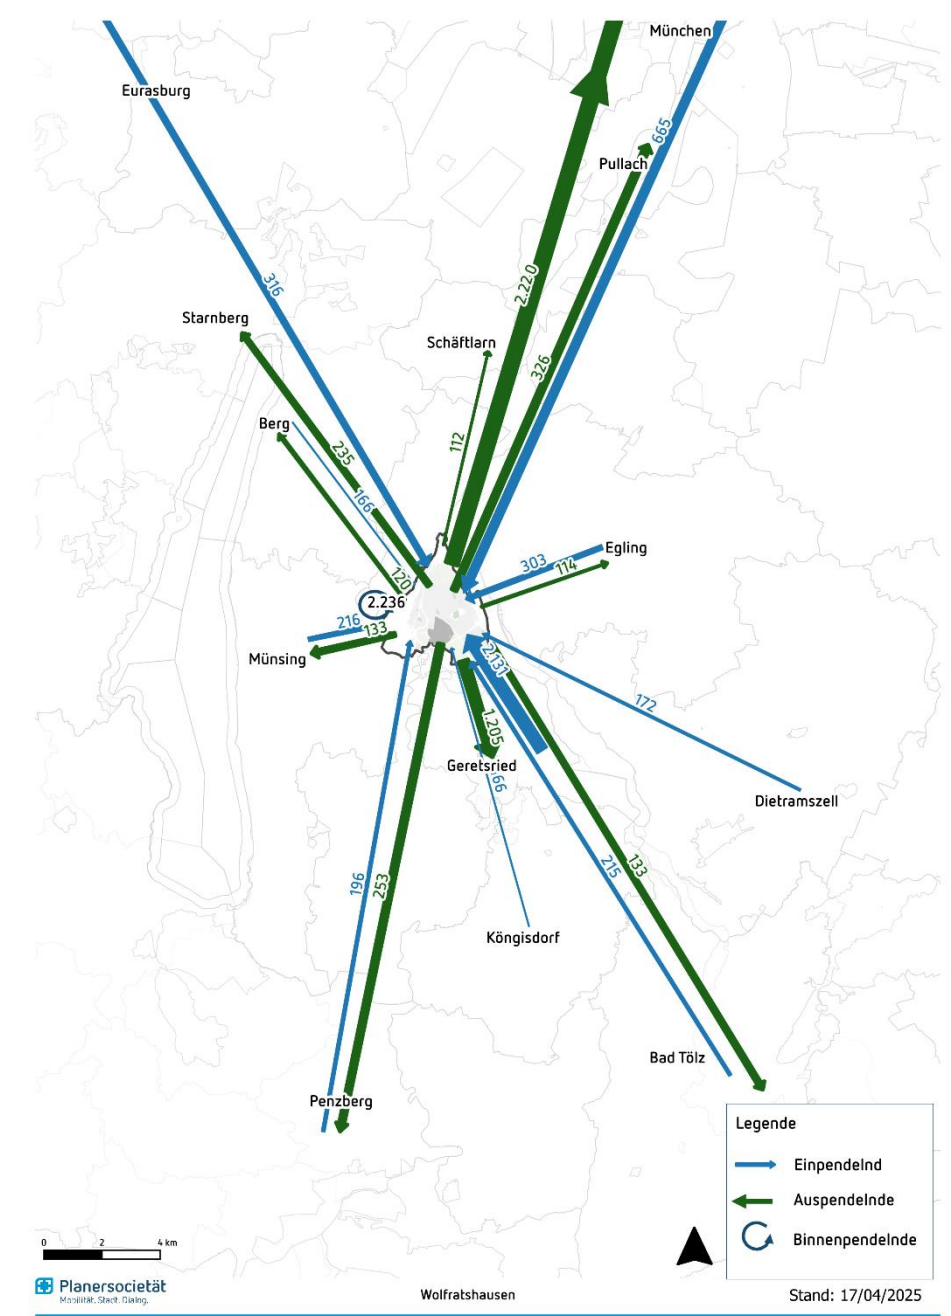 München
Eurasburg
665
Pullach
316
2.220
Starnberg
Schäftlarn
326
Berg
235
112
166
Egling
303
114
120
2.236
216
133
Münsing
2.131
172
1.205
Geretsried
66
Dietramszell
196
253
215
133
Köngisdorf
Bad Tölz
Penzberg
Legende
Einpendelnd
Auspendelnde
Binnenpendelnde
0 2 4 km
Planersocietät
Mobilität. Stadt. Dialog.
Wolfratshausen
Stand: 17/04/2025